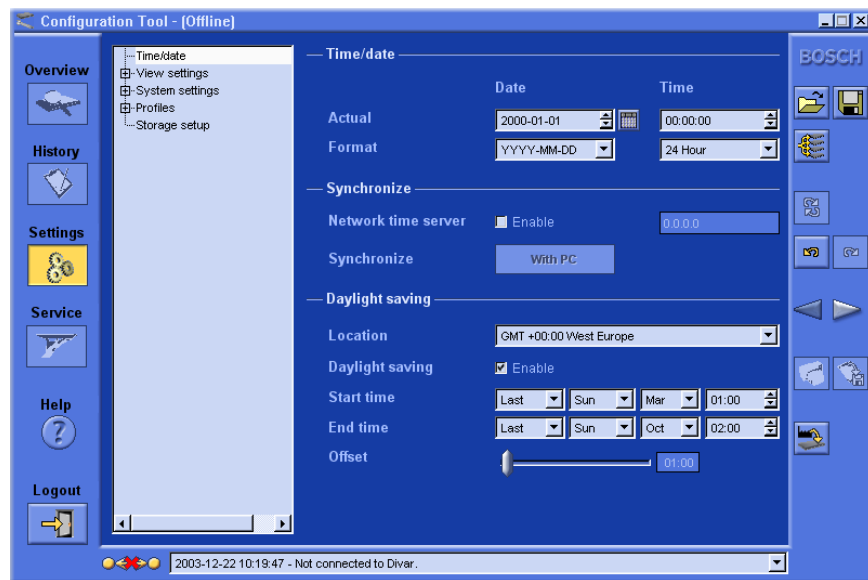 Configuration Tool - (Offline)
Overview
History
Settings
Service
Help
?
Logout
Time/date
View settings
System settings
Profiles
Storage setup
Time/date
Date Time
Actual 2000-01-01 00:00:00
Format YYYY-MM-DD 24 Hour
Synchronize
Network time server Enable 0.0.0.0
Synchronize With PC
Daylight saving
Location GMT +00:00 West Europe
Daylight saving Enable
Start time Last Sun Mar 01:00
End time Last Sun Oct 02:00
Offset 01:00
BOSCH
2003-12-22 10:19:47 - Not connected to Divar.